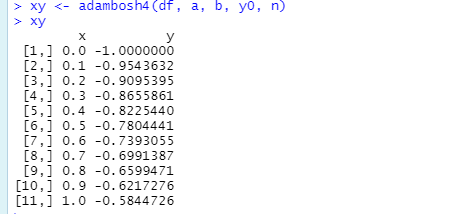 > xy <- adambosh4(df, a, b, y0, n)
> xy
x y
[1,] 0.0 -1.0000000
[2,] 0.1 -0.9543632
[3,] 0.2 -0.9095395
[4,] 0.3 -0.8655861
[5,] 0.4 -0.8225440
[6,] 0.5 -0.7804441
[7,] 0.6 -0.7393055
[8,] 0.7 -0.6991387
[9,] 0.8 -0.6599471
[10,] 0.9 -0.6217276
[11,] 1.0 -0.5844726